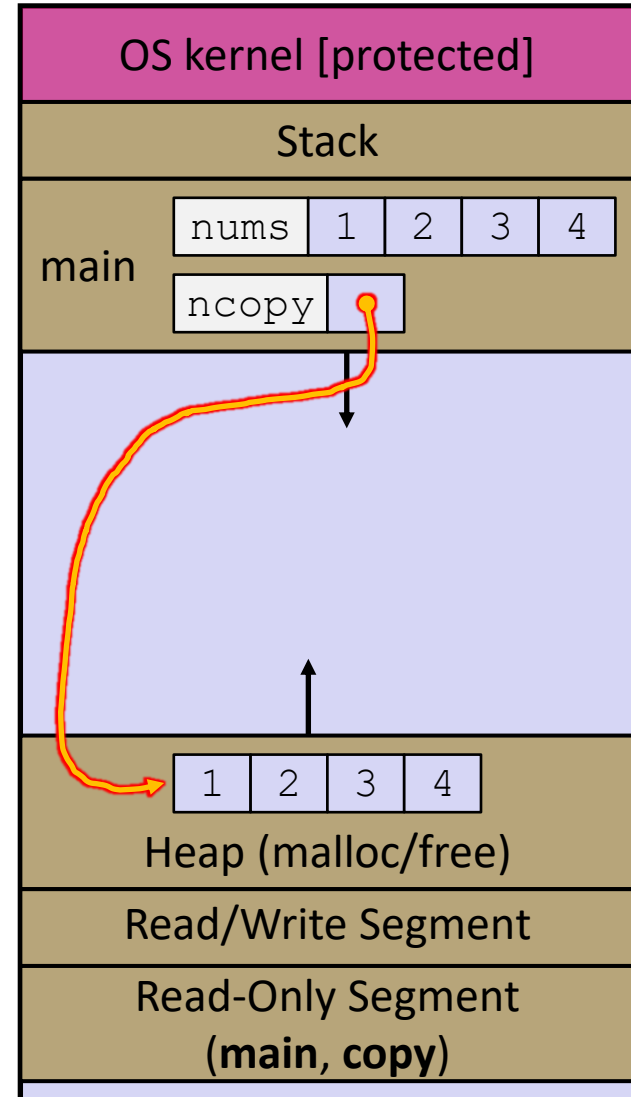 OS kernel [protected]
Stack
main
nums 1 2 3 4
ncopy
1 2 3 4
Heap (malloc/free)
Read/Write Segment
Read-Only Segment
(main, copy)